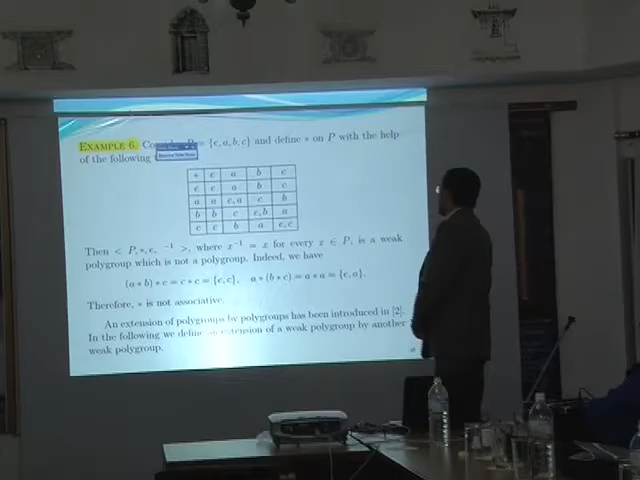 EXAMPLE 6. = {e, a, b, c} and define * on P with the help
of the following
* e a b c
e e a b c
a a e,a c b
b b c e,b a
c c b a e,c
Then < P, *, e, ⁻¹ >, where x⁻¹ = x for every x ∈ P, is a weak
polygroup which is not a polygroup. Indeed, we have
(a * b) * c = c * c = {e, c}, a * (b * c) = a * a = {e, a}.
Therefore, * is not associative.
An extension of polygroups by polygroups has been introduced in [2].
In the following we define an extension of a weak polygroup by another
weak polygroup.